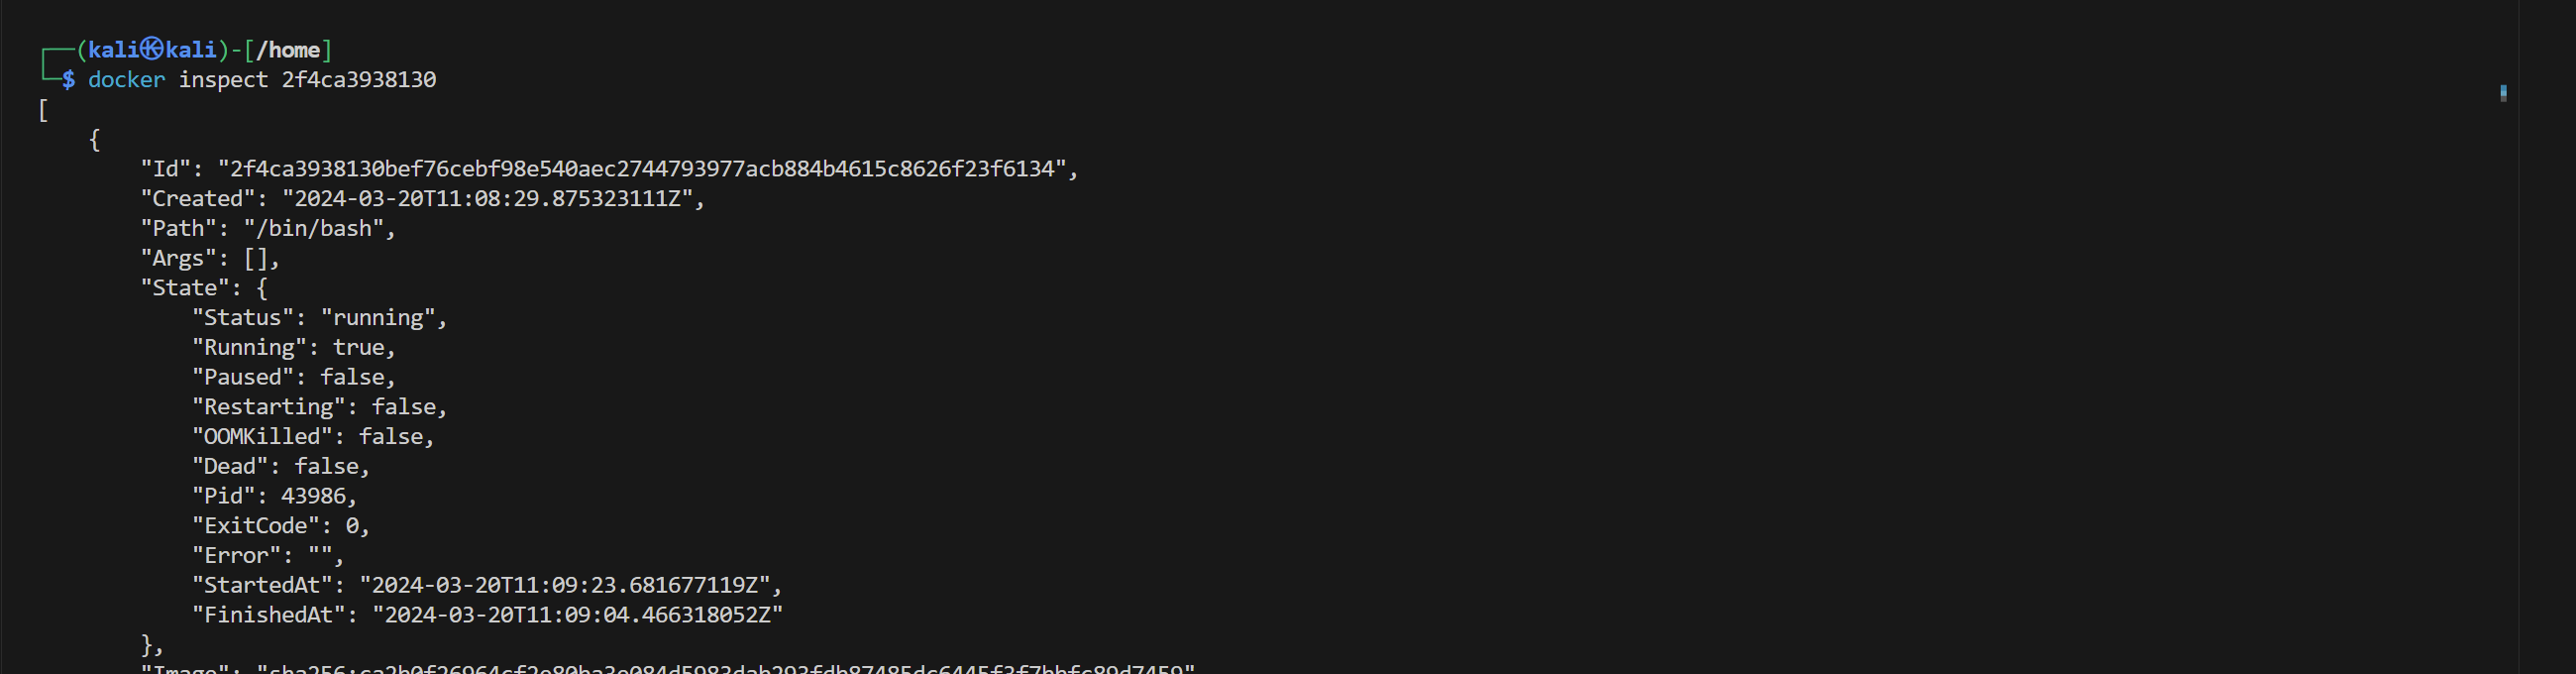 ┌──(kali㉿kali)-[/home]
└─$ docker inspect 2f4ca3938130
[
    {
        "Id": "2f4ca3938130bef76cebf98e540aec2744793977acb884b4615c8626f23f6134",
        "Created": "2024-03-20T11:08:29.875323111Z",
        "Path": "/bin/bash",
        "Args": [],
        "State": {
            "Status": "running",
            "Running": true,
            "Paused": false,
            "Restarting": false,
            "OOMKilled": false,
            "Dead": false,
            "Pid": 43986,
            "ExitCode": 0,
            "Error": "",
            "StartedAt": "2024-03-20T11:09:23.681677119Z",
            "FinishedAt": "2024-03-20T11:09:04.466318052Z"
        },
        "Image":